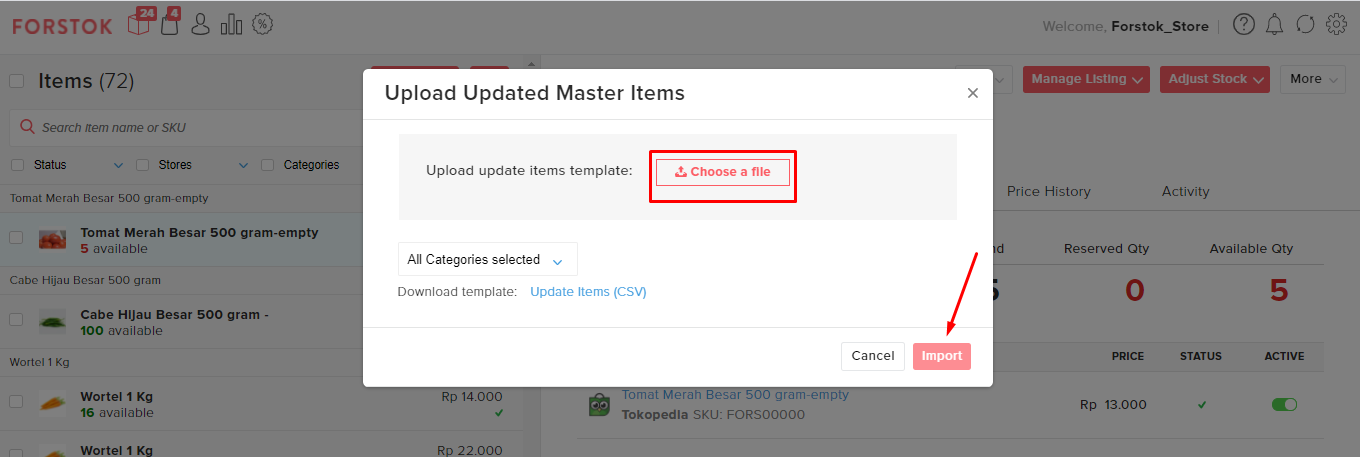 FORSTOK 24 4 Welcome, Forstok_Store
Items (72)
Search Item name or SKU
Status Stores Categories
Tomat Merah Besar 500 gram-empty
Tomat Merah Besar 500 gram-empty
5 available
Cabe Hijau Besar 500 gram
Cabe Hijau Besar 500 gram -
100 available
Wortel 1 Kg
Wortel 1 Kg Rp 14.000
16 available
Wortel 1 Kg Rp 22.000
Upload Updated Master Items ×
Upload update items template: Choose a file
All Categories selected
Download template: Update Items (CSV)
Cancel Import
Manage Listing Adjust Stock More
Price History Activity
Reserved Qty Available Qty
0 5
PRICE STATUS ACTIVE
Tomat Merah Besar 500 gram-empty
Tokopedia SKU: FORS00000 Rp 13.000